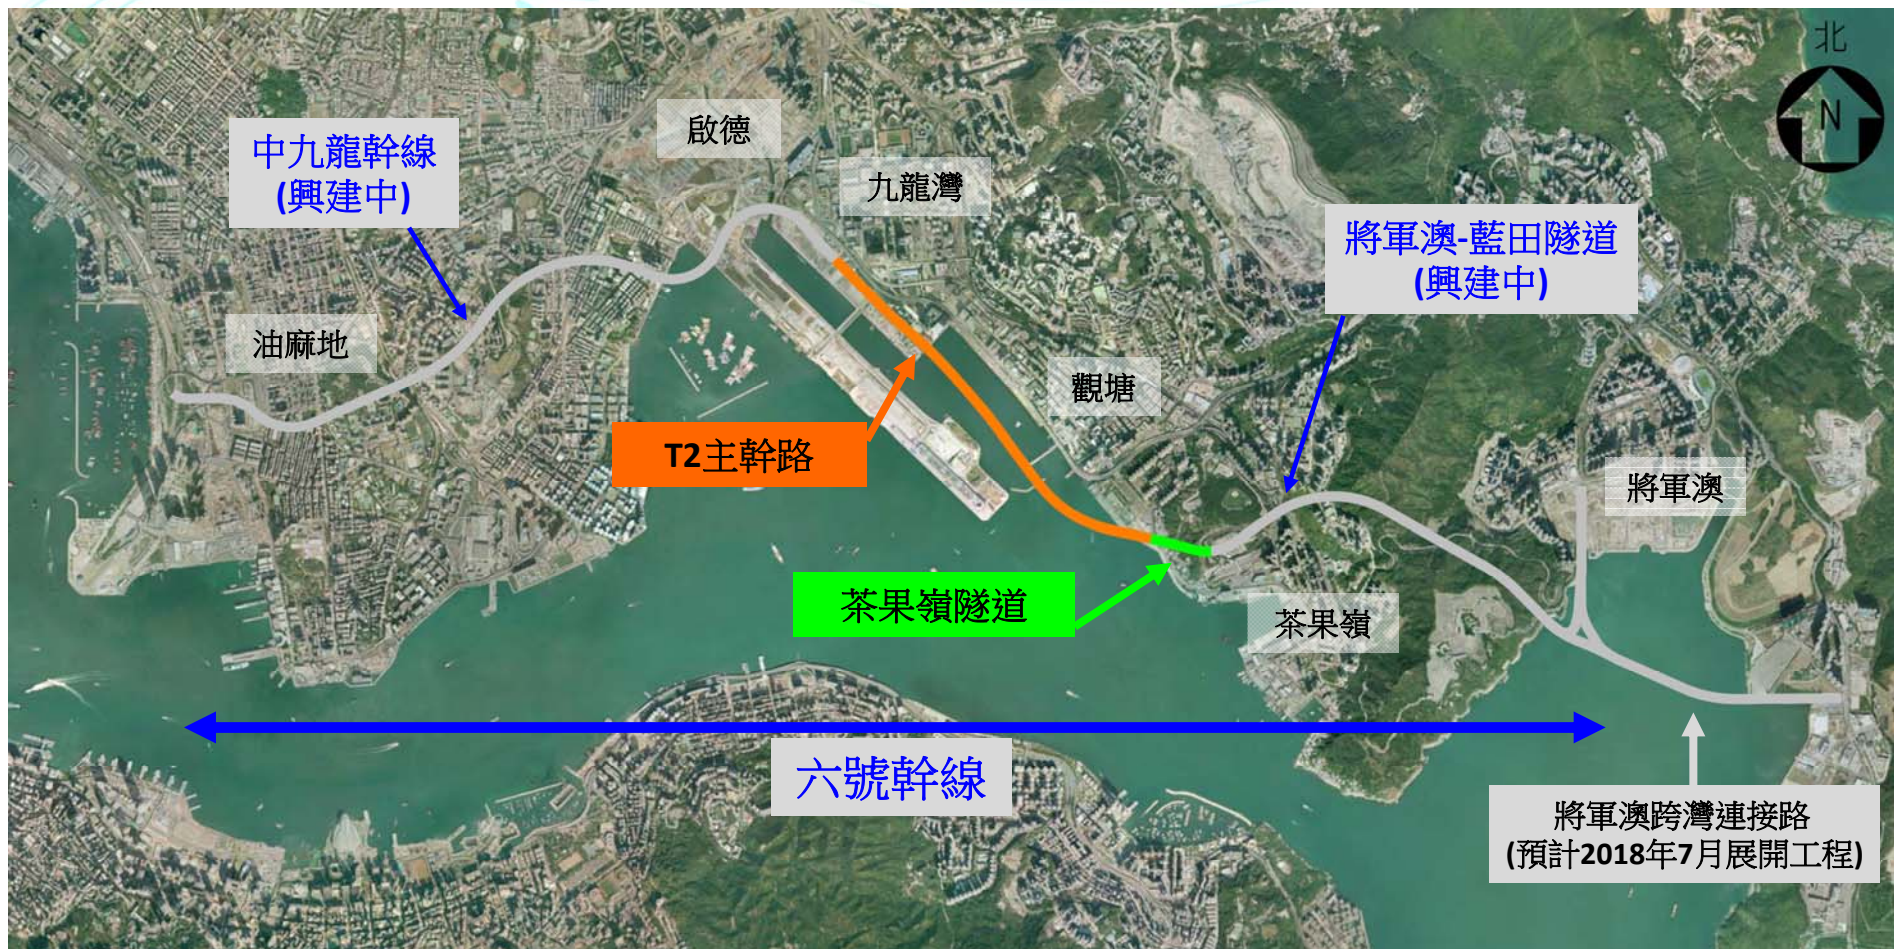 北
N
啟德
中九龍幹線
(興建中)
九龍灣
將軍澳-藍田隧道
(興建中)
油麻地
觀塘
T2主幹路
將軍澳
茶果嶺隧道
茶果嶺
六號幹線
將軍澳跨灣連接路
(預計2018年7月展開工程)